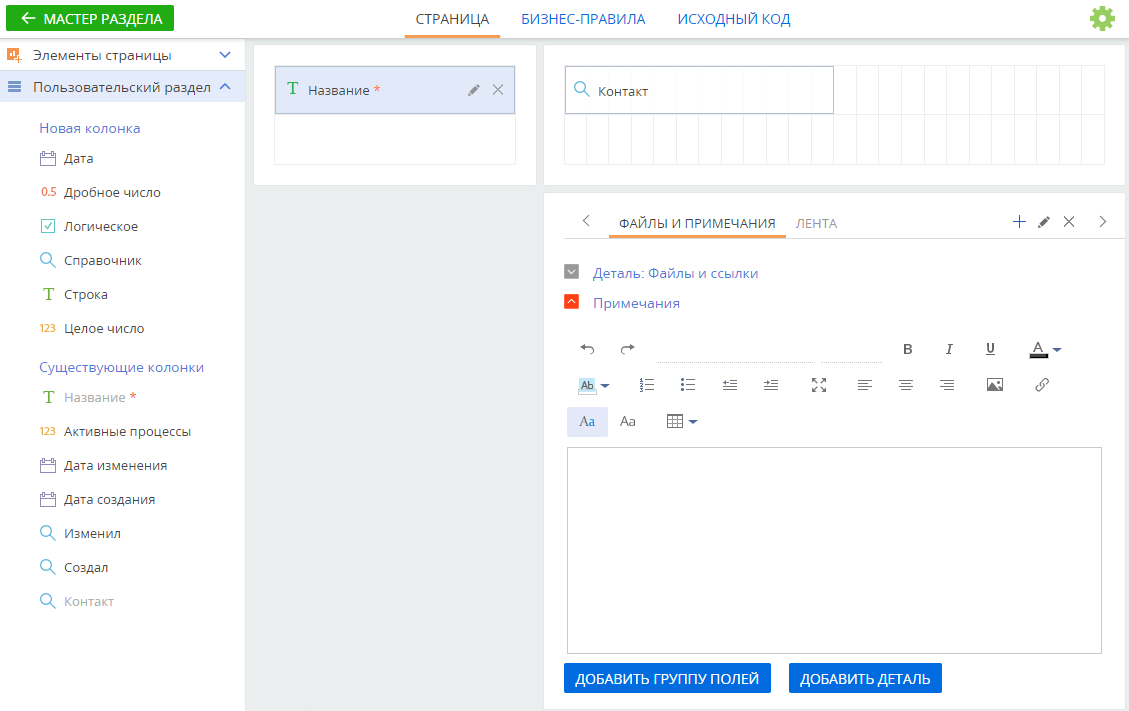 МАСТЕР РАЗДЕЛА
СТРАНИЦА
БИЗНЕС-ПРАВИЛА
ИСХОДНЫЙ КОД
Элементы страницы
Пользовательский раздел
Новая колонка
Дата
0.5 Дробное число
Логическое
Справочник
T Строка
123 Целое число
Существующие колонки
T Название *
123 Активные процессы
Дата изменения
Дата создания
Изменил
Создал
Контакт
T Название *
Контакт
ФАЙЛЫ И ПРИМЕЧАНИЯ
ЛЕНТА
Деталь: Файлы и ссылки
Примечания
B I U A
Ab
Aa Aa
ДОБАВИТЬ ГРУППУ ПОЛЕЙ
ДОБАВИТЬ ДЕТАЛЬ